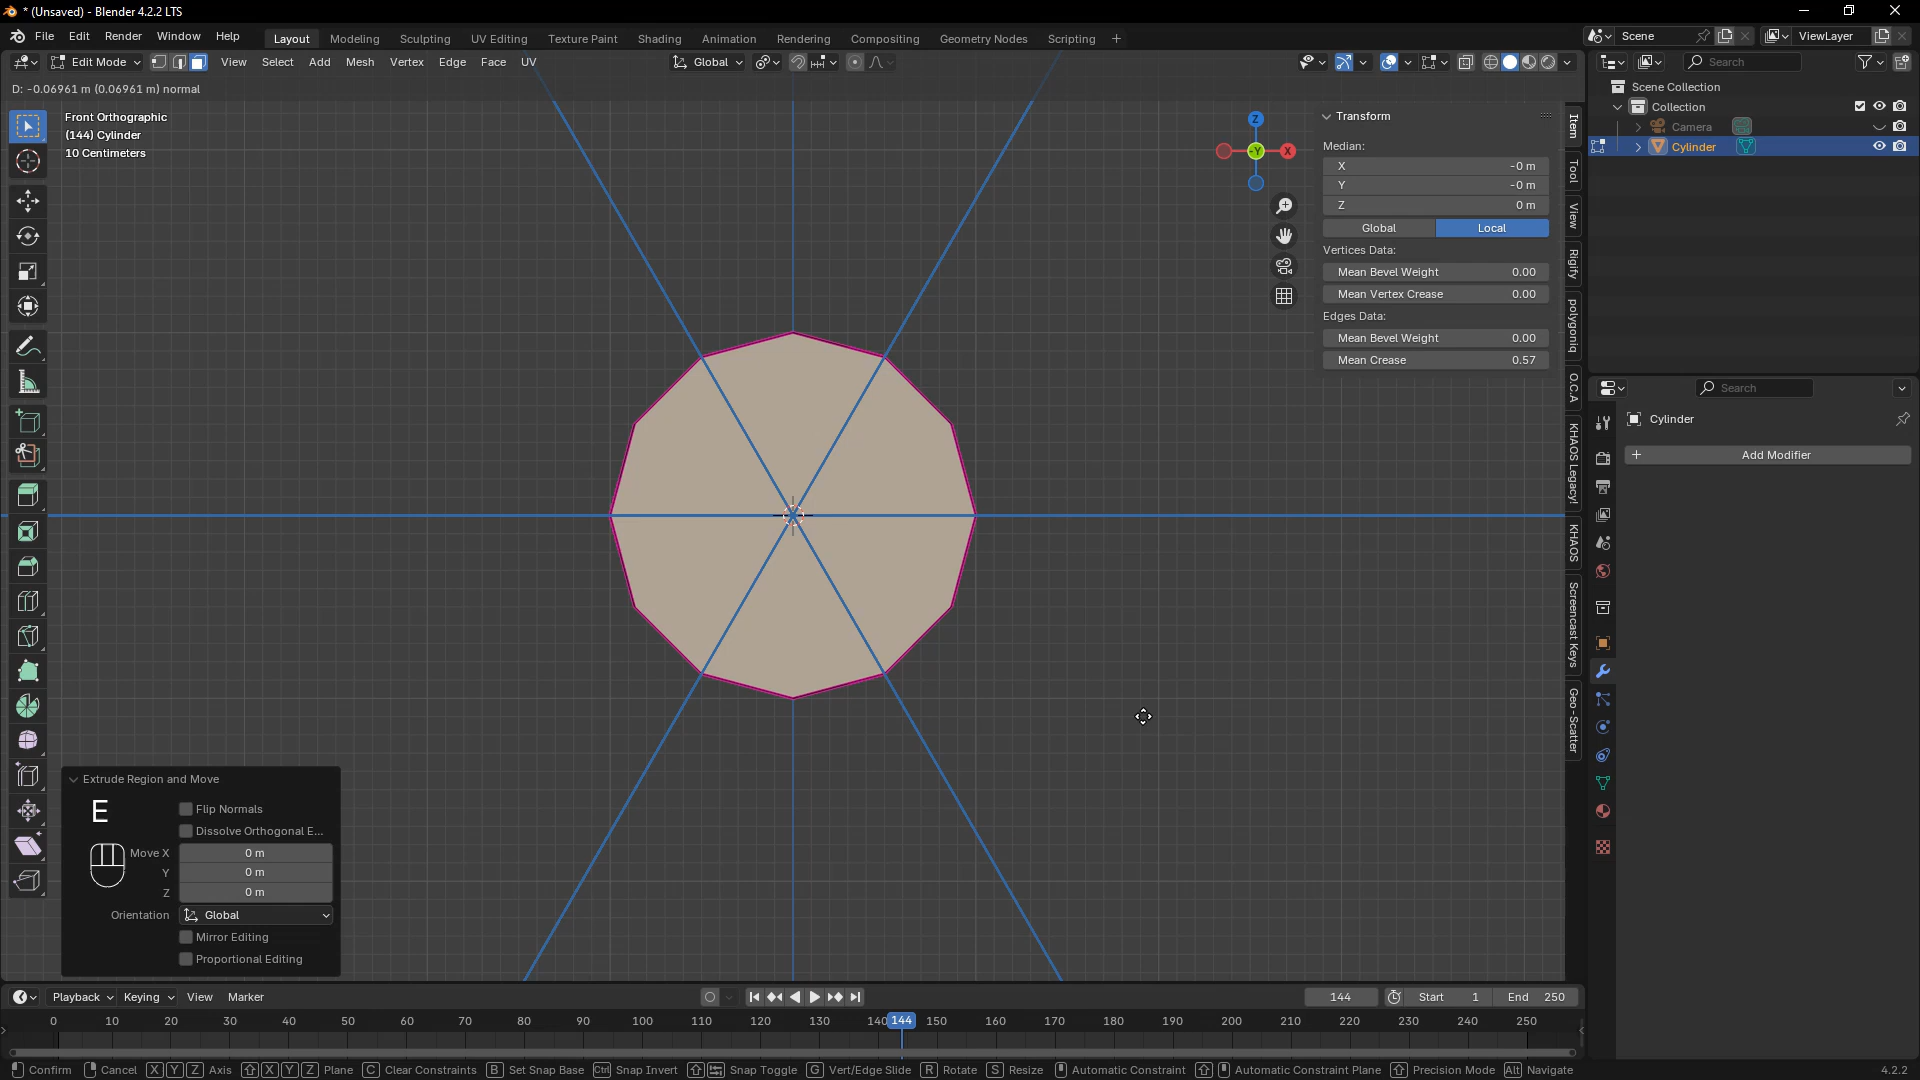 * (Unsaved) - Blender 4.2.2 LTS
File Edit Render Window Help
Layout Modeling Sculpting UV Editing Texture Paint Shading Animation Rendering Compositing Geometry Nodes Scripting +
Scene
ViewLayer
Edit Mode
View Select Add Mesh Vertex Edge Face UV
Global
Search
D: -0.06961 m (0.06961 m) normal
Scene Collection
Collection
Camera
Cylinder
Front Orthographic
(144) Cylinder
10 Centimeters
Z
-Y
X
Transform
Median:
X -0 m
Y -0 m
Z 0 m
Global Local
Vertices Data:
Mean Bevel Weight 0.00
Mean Vertex Crease 0.00
Edges Data:
Mean Bevel Weight 0.00
Mean Crease 0.57
Item
Tool
View
Rigify
polygoniq
O.C.A
KHAOS Legacy!
KHAOS
Screencast Keys
Geo-Scatter
Search
Cylinder
+ Add Modifier
Extrude Region and Move
E
Flip Normals
Dissolve Orthogonal E...
Move X 0 m
Y 0 m
Z 0 m
Orientation Global
Mirror Editing
Proportional Editing
Playback Keying View Marker
144 Start 1 End 250
0 10 20 30 40 50 60 70 80 90 100 110 120 130 140 144 150 160 170 180 190 200 210 220 230 240 250
Confirm Cancel X Y Z Axis X Y Z Plane C Clear Constraints B Set Snap Base Ctrl Snap Invert Snap Toggle G Vert/Edge Slide R Rotate S Resize Automatic Constraint Automatic Constraint Plane Precision Mode Alt Navigate 4.2.2